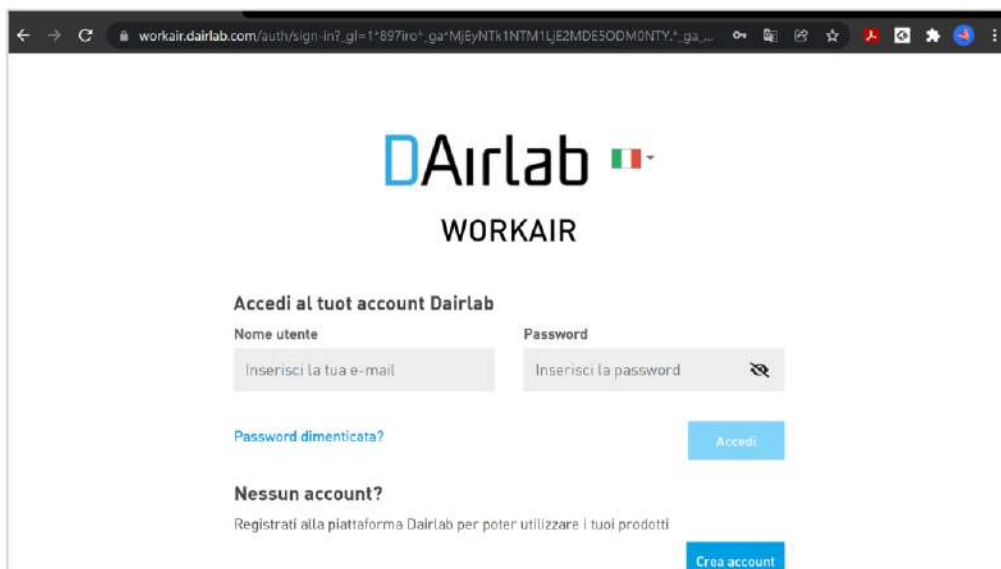 workair.dairlab.com/auth/sign-in?_gl=1*897iro*_ga*MjEyNTk1NTM1LjE2MDE5ODM0NTY.*_ga_...
DAırlab
WORKAIR
Accedi al tuot account Dairlab
Nome utente Password
Inserisci la tua e-mail Inserisci la password
Password dimenticata? Accedi
Nessun account?
Registrati alla piattaforma Dairlab per poter utilizzare i tuoi prodotti
Crea account